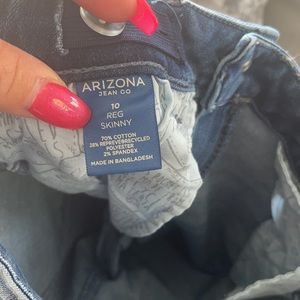 ARIZONA
JEAN CO
10
REG
SKINNY
70% COTTON
28% REPREVE®RECYCLED
POLYESTER
2% SPANDEX
MADE IN BANGLADESH